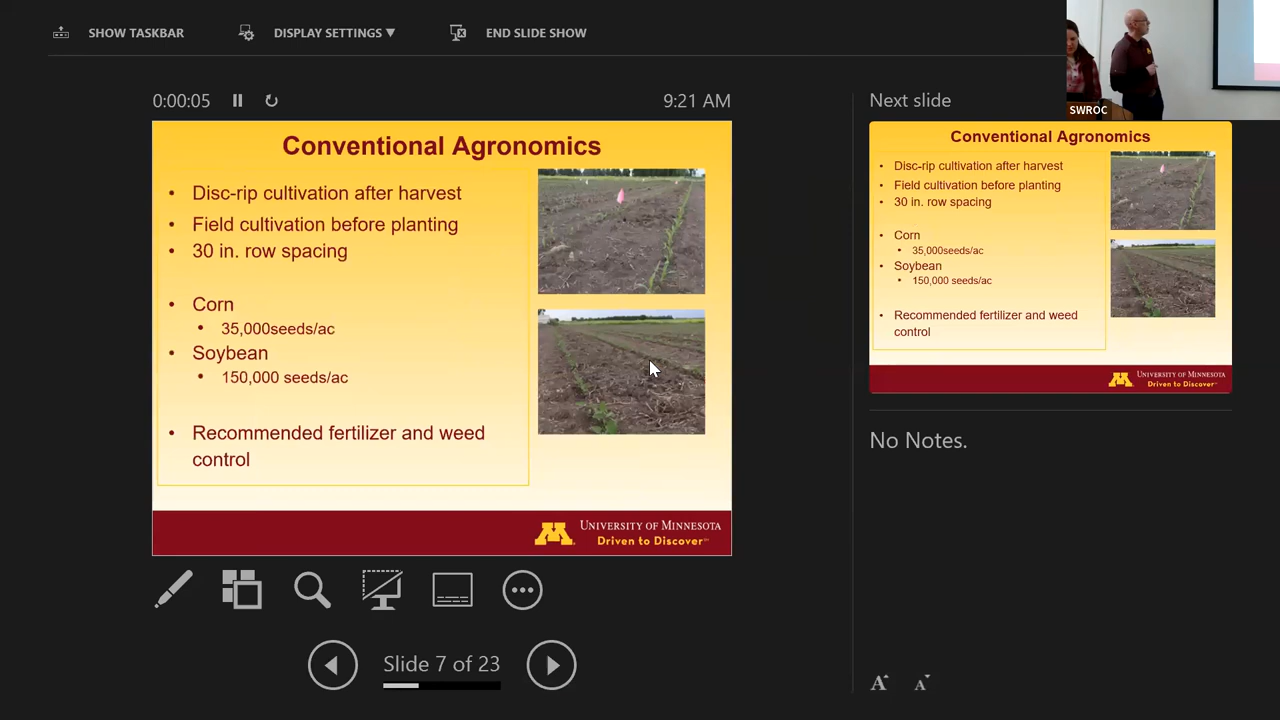 SHOW TASKBAR
DISPLAY SETTINGS ▼
END SLIDE SHOW
SWROC
0:00:05
9:21 AM
Conventional Agronomics
• Disc-rip cultivation after harvest
• Field cultivation before planting
• 30 in. row spacing
• Corn
• 35,000seeds/ac
• Soybean
• 150,000 seeds/ac
• Recommended fertilizer and weed
control
UNIVERSITY OF MINNESOTA
Driven to Discover℠
Slide 7 of 23
Next slide
Conventional Agronomics
• Disc-rip cultivation after harvest
• Field cultivation before planting
• 30 in. row spacing
• Corn
• 35,000seeds/ac
• Soybean
• 150,000 seeds/ac
• Recommended fertilizer and weed
control
UNIVERSITY OF MINNESOTA
Driven to Discover℠
No Notes.
A A